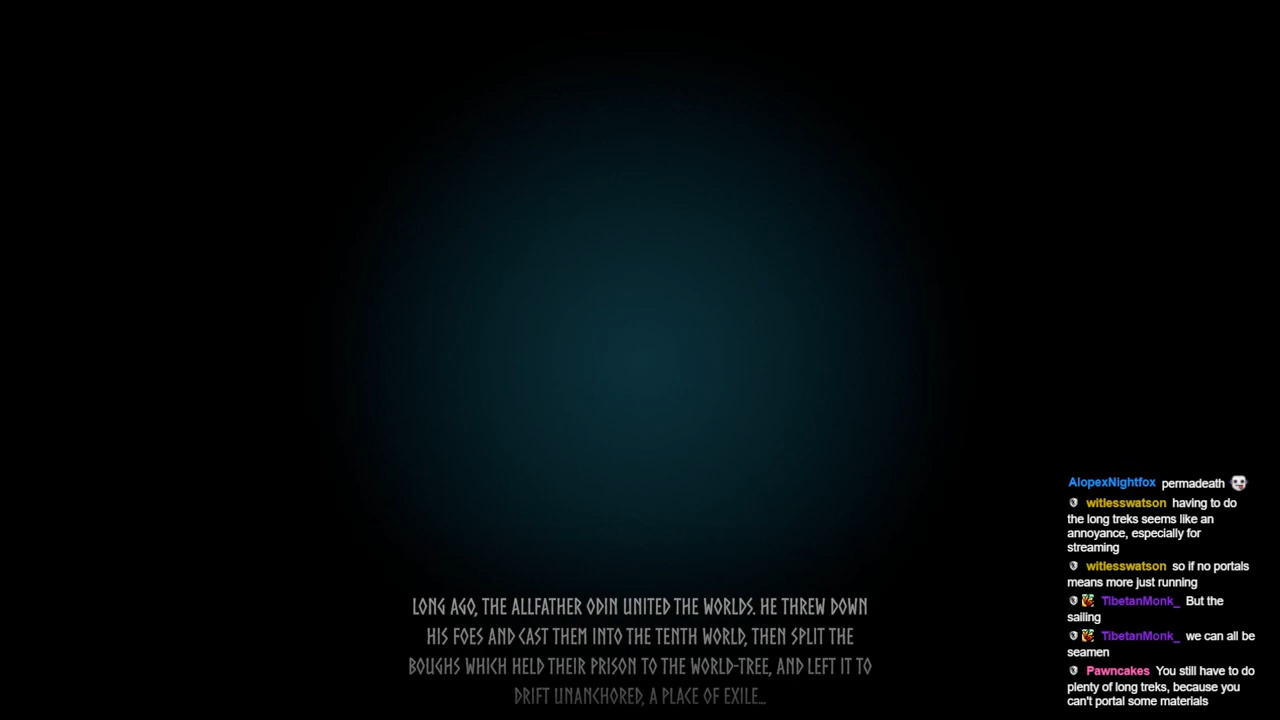 LONG AGO, THE ALLFATHER ODIN UNITED THE WORLDS. HE THREW DOWN
HIS FOES AND CAST THEM INTO THE TENTH WORLD, THEN SPLIT THE
BOUGHS WHICH HELD THEIR PRISON TO THE WORLD-TREE, AND LEFT IT TO
DRIFT UNANCHORED, A PLACE OF EXILE...
AlopexNightfox permadeath
witlesswatson having to do
the long treks seems like an
annoyance, especially for
streaming
witlesswatson so if no portals
means more just running
TibetanMonk_ But the
sailing
TibetanMonk_ we can all be
seamen
Pawncakes You still have to do
plenty of long treks, because you
can't portal some materials